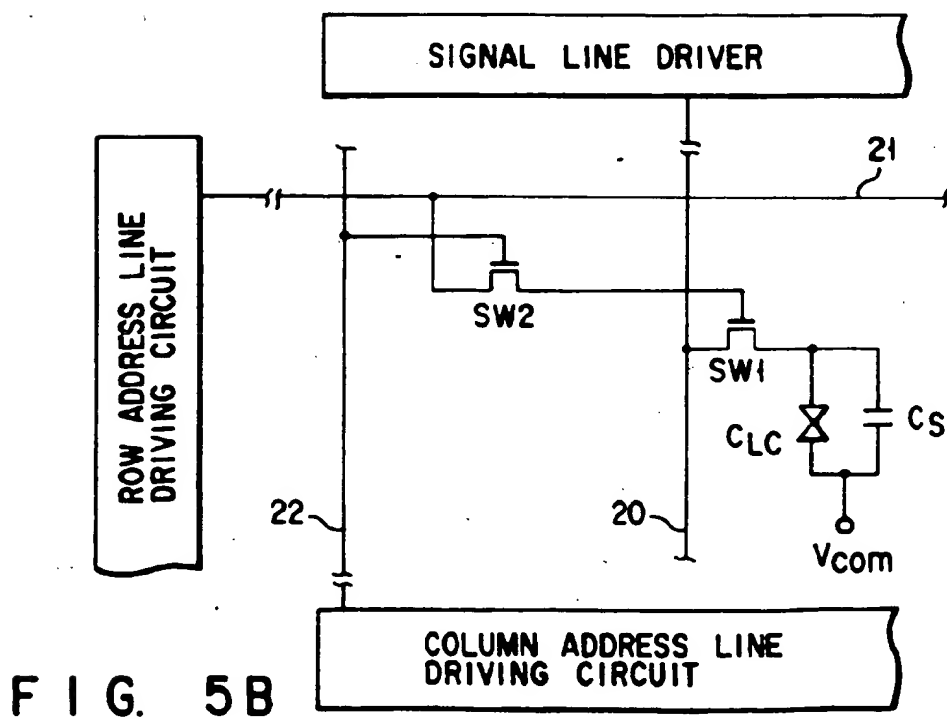 SIGNAL LINE DRIVER
21
ROW ADDRESS LINE
DRIVING CIRCUIT
SW2
SW1
CLC
CS
22
20
Vcom
COLUMN ADDRESS LINE
DRIVING CIRCUIT
FIG. 5B